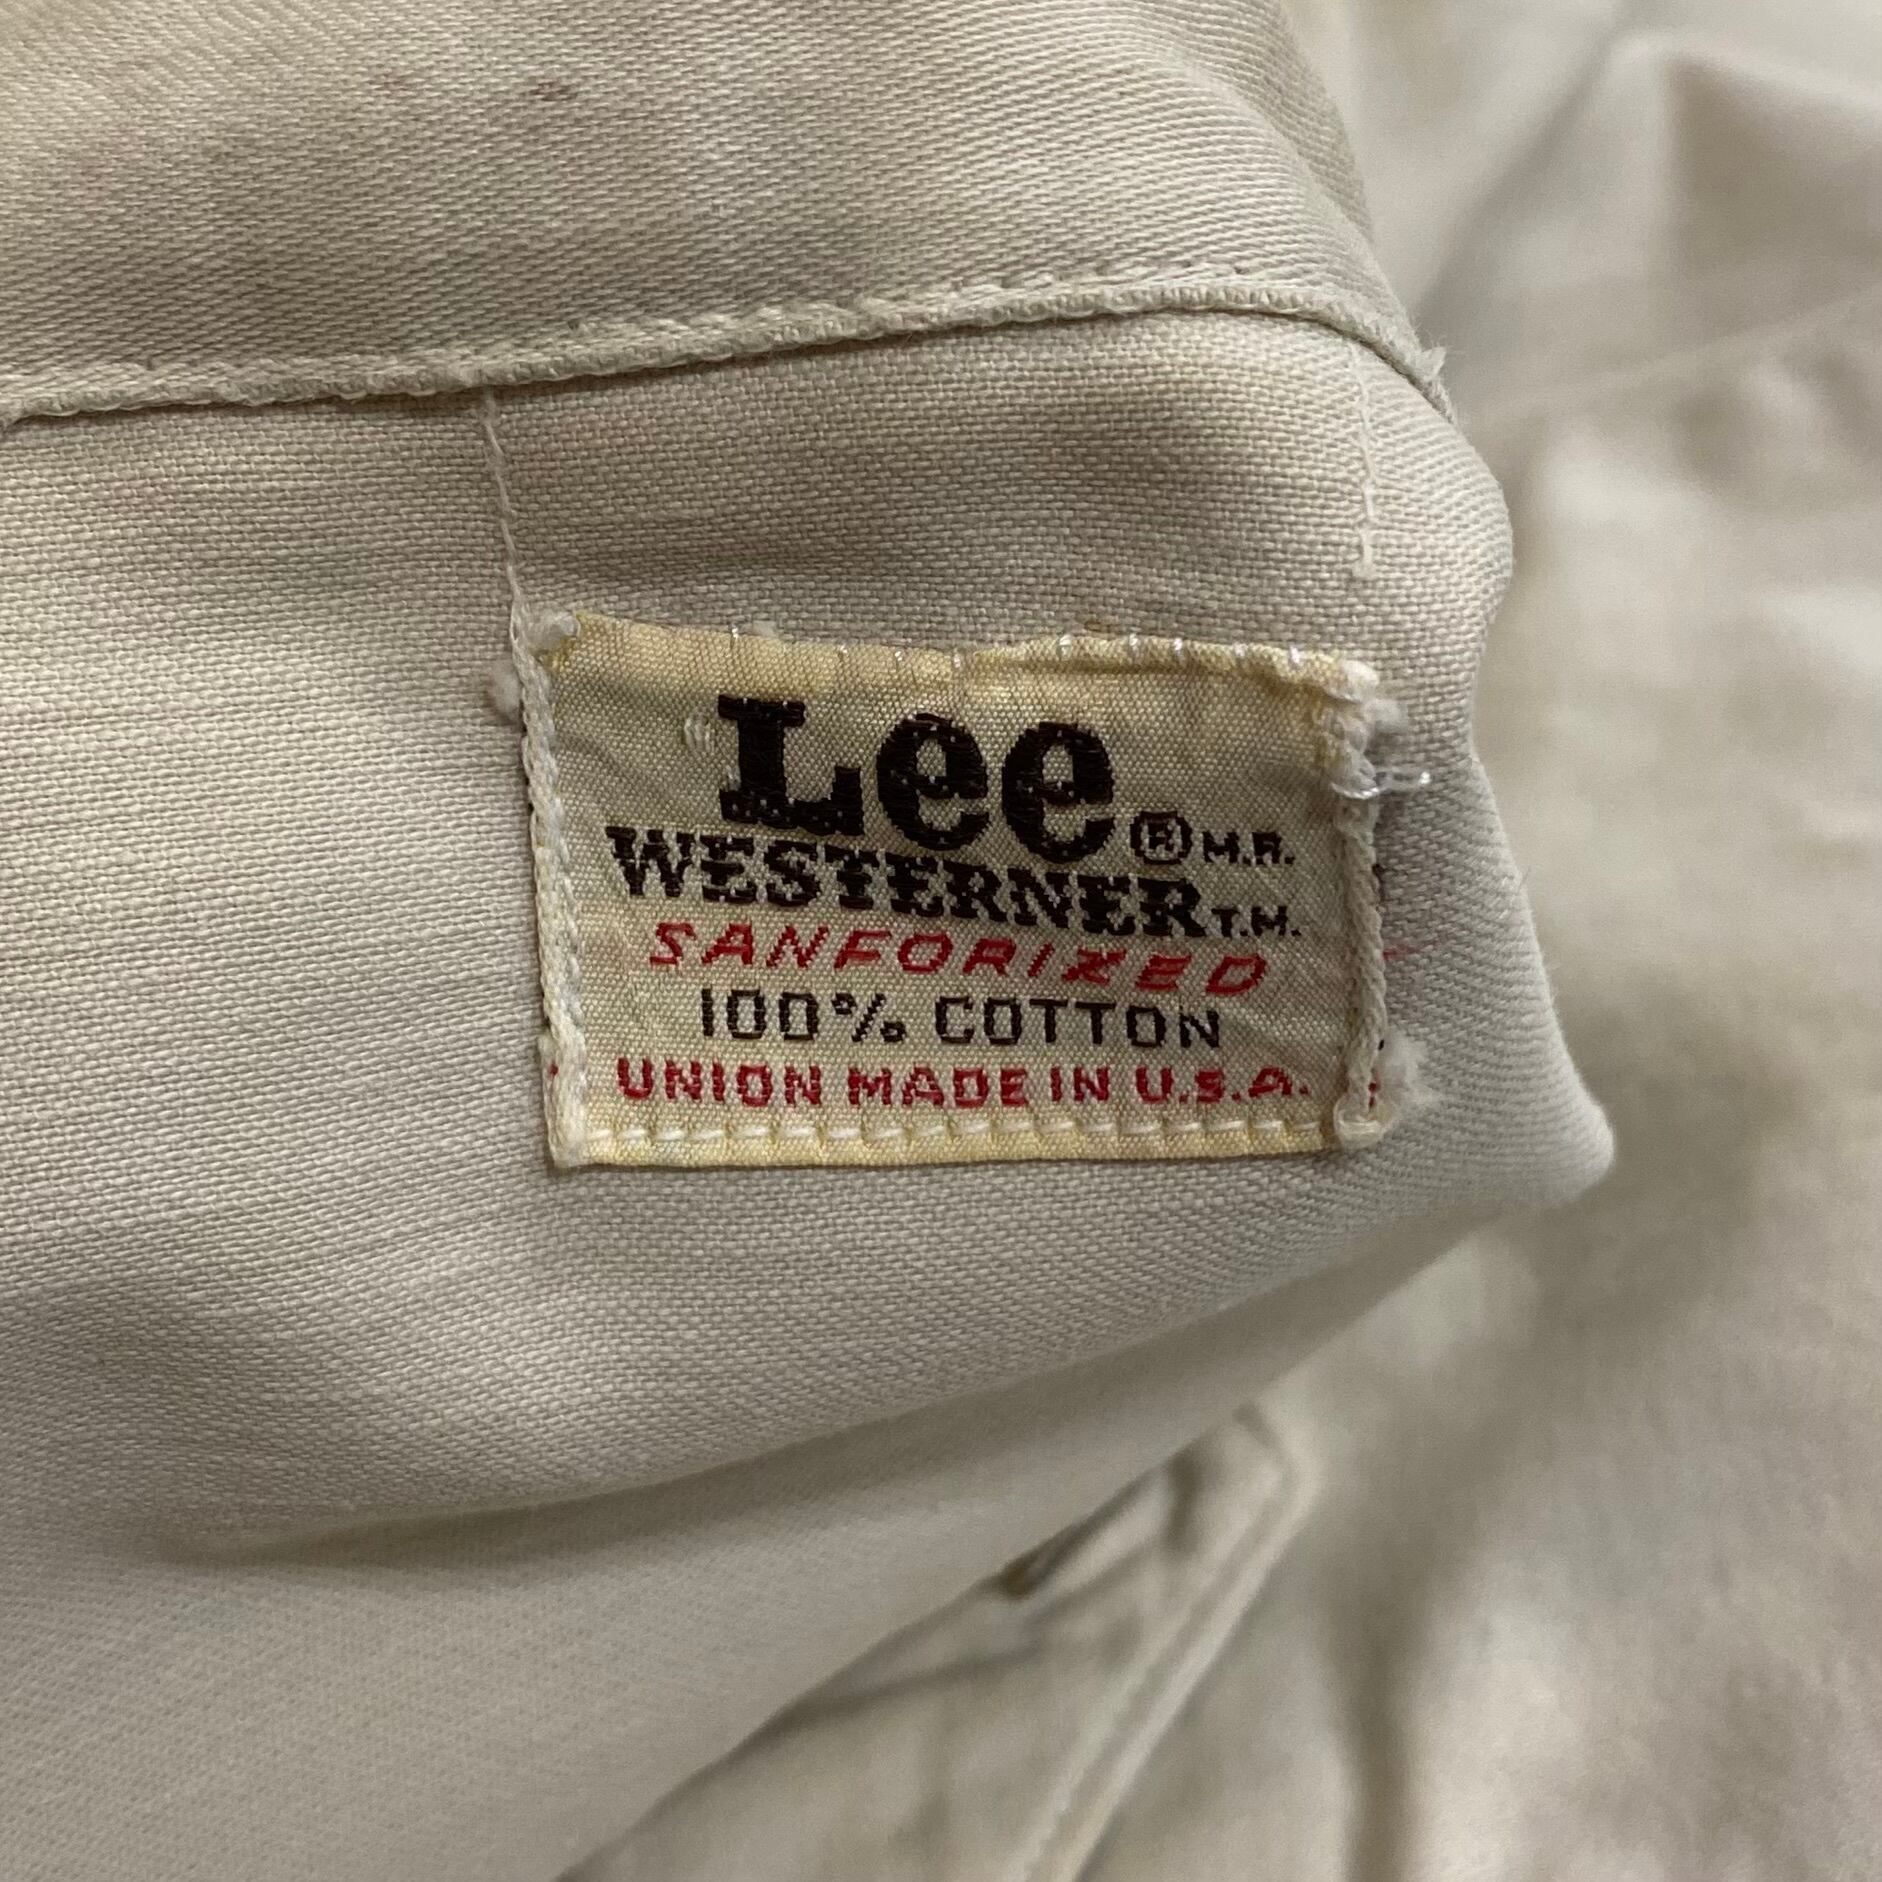 Lee ® M.R.
WESTERNER T.M.
SANFORIZED
100% COTTON
UNION MADE IN U.S.A.